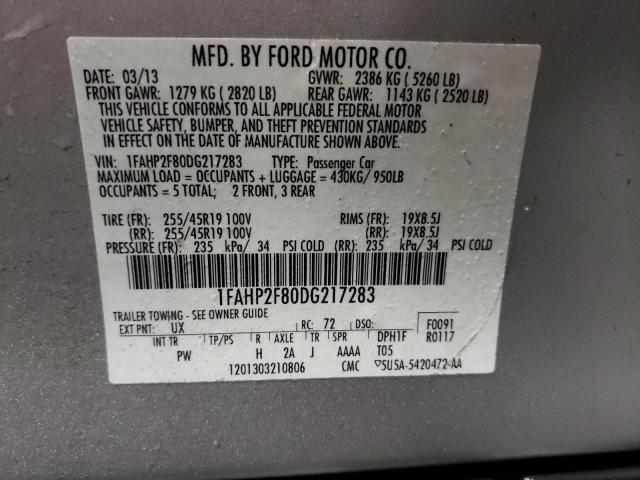 MFD. BY FORD MOTOR CO.
DATE: 03/13 GVWR: 2386 KG (5260 LB)
FRONT GAWR: 1279 KG (2820 LB) REAR GAWR: 1143 KG (2520 LB)
THIS VEHICLE CONFORMS TO ALL APPLICABLE FEDERAL MOTOR
VEHICLE SAFETY, BUMPER, AND THEFT PREVENTION STANDARDS
IN EFFECT ON THE DATE OF MANUFACTURE SHOWN ABOVE.
VIN: 1FAHP2F80DG217283 TYPE: Passenger Car
MAXIMUM LOAD = OCCUPANTS + LUGGAGE = 430KG/ 950LB
OCCUPANTS = 5 TOTAL; 2 FRONT, 3 REAR
TIRE (FR): 255/45R19 100V RIMS (FR): 19X8.5J
(RR): 255/45R19 100V (RR): 19X8.5J
PRESSURE (FR): 235 kPa/ 34 PSI COLD (RR): 235 kPa/ 34 PSI COLD
1FAHP2F80DG217283
TRAILER TOWING - SEE OWNER GUIDE
EXT PNT: UX RC: 72 DSO: F0091
INT TR TP/PS R AXLE TR SPR DPH1F R0117
PW H 2A J AAAA T05
1201303210806 CMC ▽5U5A-5420472-AA